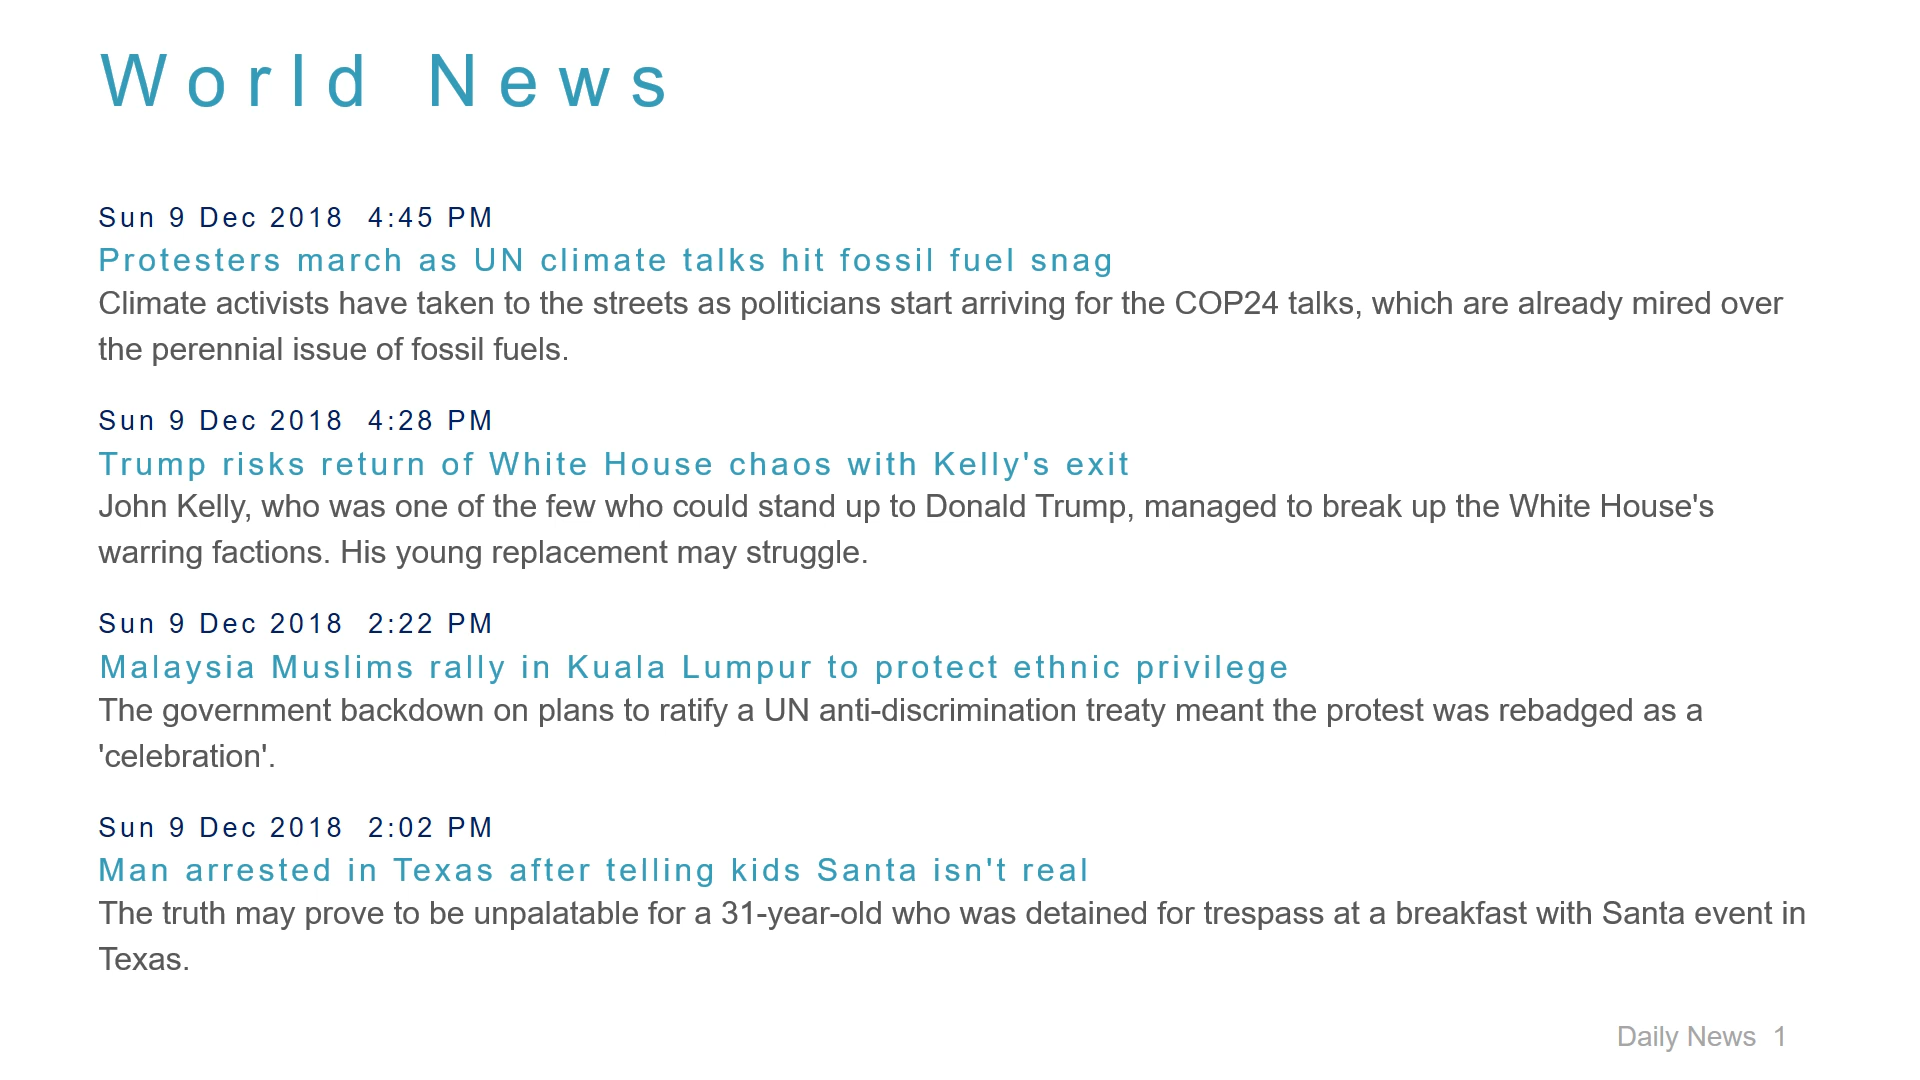 World News
Sun 9 Dec 2018  4:45 PM
Protesters march as UN climate talks hit fossil fuel snag
Climate activists have taken to the streets as politicians start arriving for the COP24 talks, which are already mired over
the perennial issue of fossil fuels.
Sun 9 Dec 2018  4:28 PM
Trump risks return of White House chaos with Kelly's exit
John Kelly, who was one of the few who could stand up to Donald Trump, managed to break up the White House's
warring factions. His young replacement may struggle.
Sun 9 Dec 2018  2:22 PM
Malaysia Muslims rally in Kuala Lumpur to protect ethnic privilege
The government backdown on plans to ratify a UN anti-discrimination treaty meant the protest was rebadged as a
'celebration'.
Sun 9 Dec 2018  2:02 PM
Man arrested in Texas after telling kids Santa isn't real
The truth may prove to be unpalatable for a 31-year-old who was detained for trespass at a breakfast with Santa event in
Texas.
Daily News  1